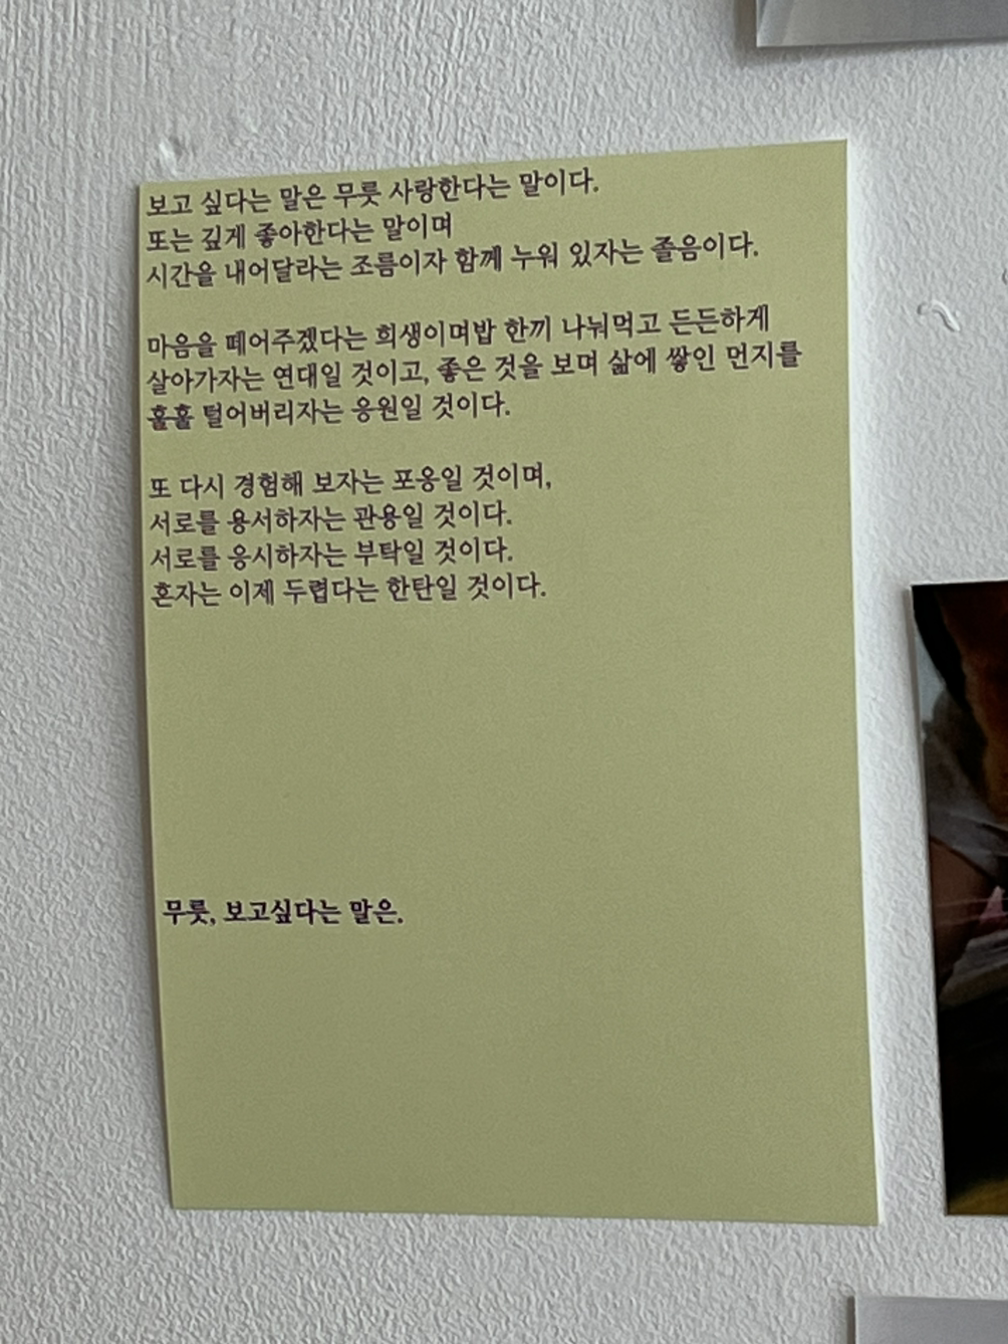 보고 싶다는 말은 무릇 사랑한다는 말이다.
또는 깊게 좋아한다는 말이며
시간을 내어달라는 조름이자 함께 누워 있자는 졸음이다.
마음을 떼어주겠다는 희생이며밥 한끼 나눠먹고 든든하게
살아가자는 연대일 것이고, 좋은 것을 보며 삶에 쌓인 먼지를
훌훌 털어버리자는 응원일 것이다.
또 다시 경험해 보자는 포옹일 것이며,
서로를 용서하자는 관용일 것이다.
서로를 응시하자는 부탁일 것이다.
혼자는 이제 두렵다는 한탄일 것이다.
무릇, 보고싶다는 말은.